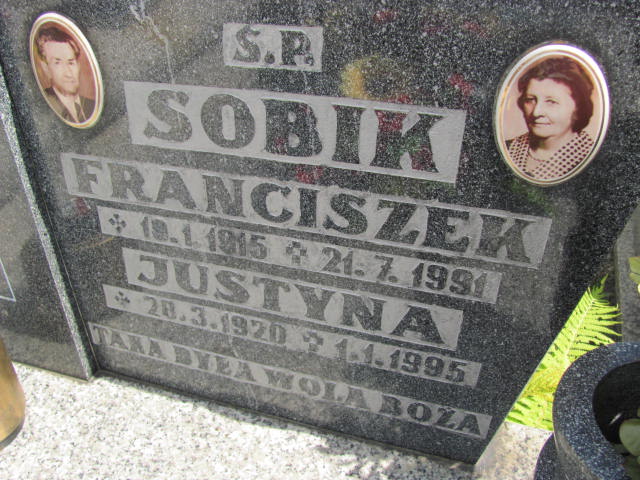 Ś.P.
SOBIK
FRANCISZEK
19.1.1915 ✝ 21.7.1991
JUSTYNA
28.3.1920 ✝ 1.1.1995
TAKA BYŁA WOLA BOŻA